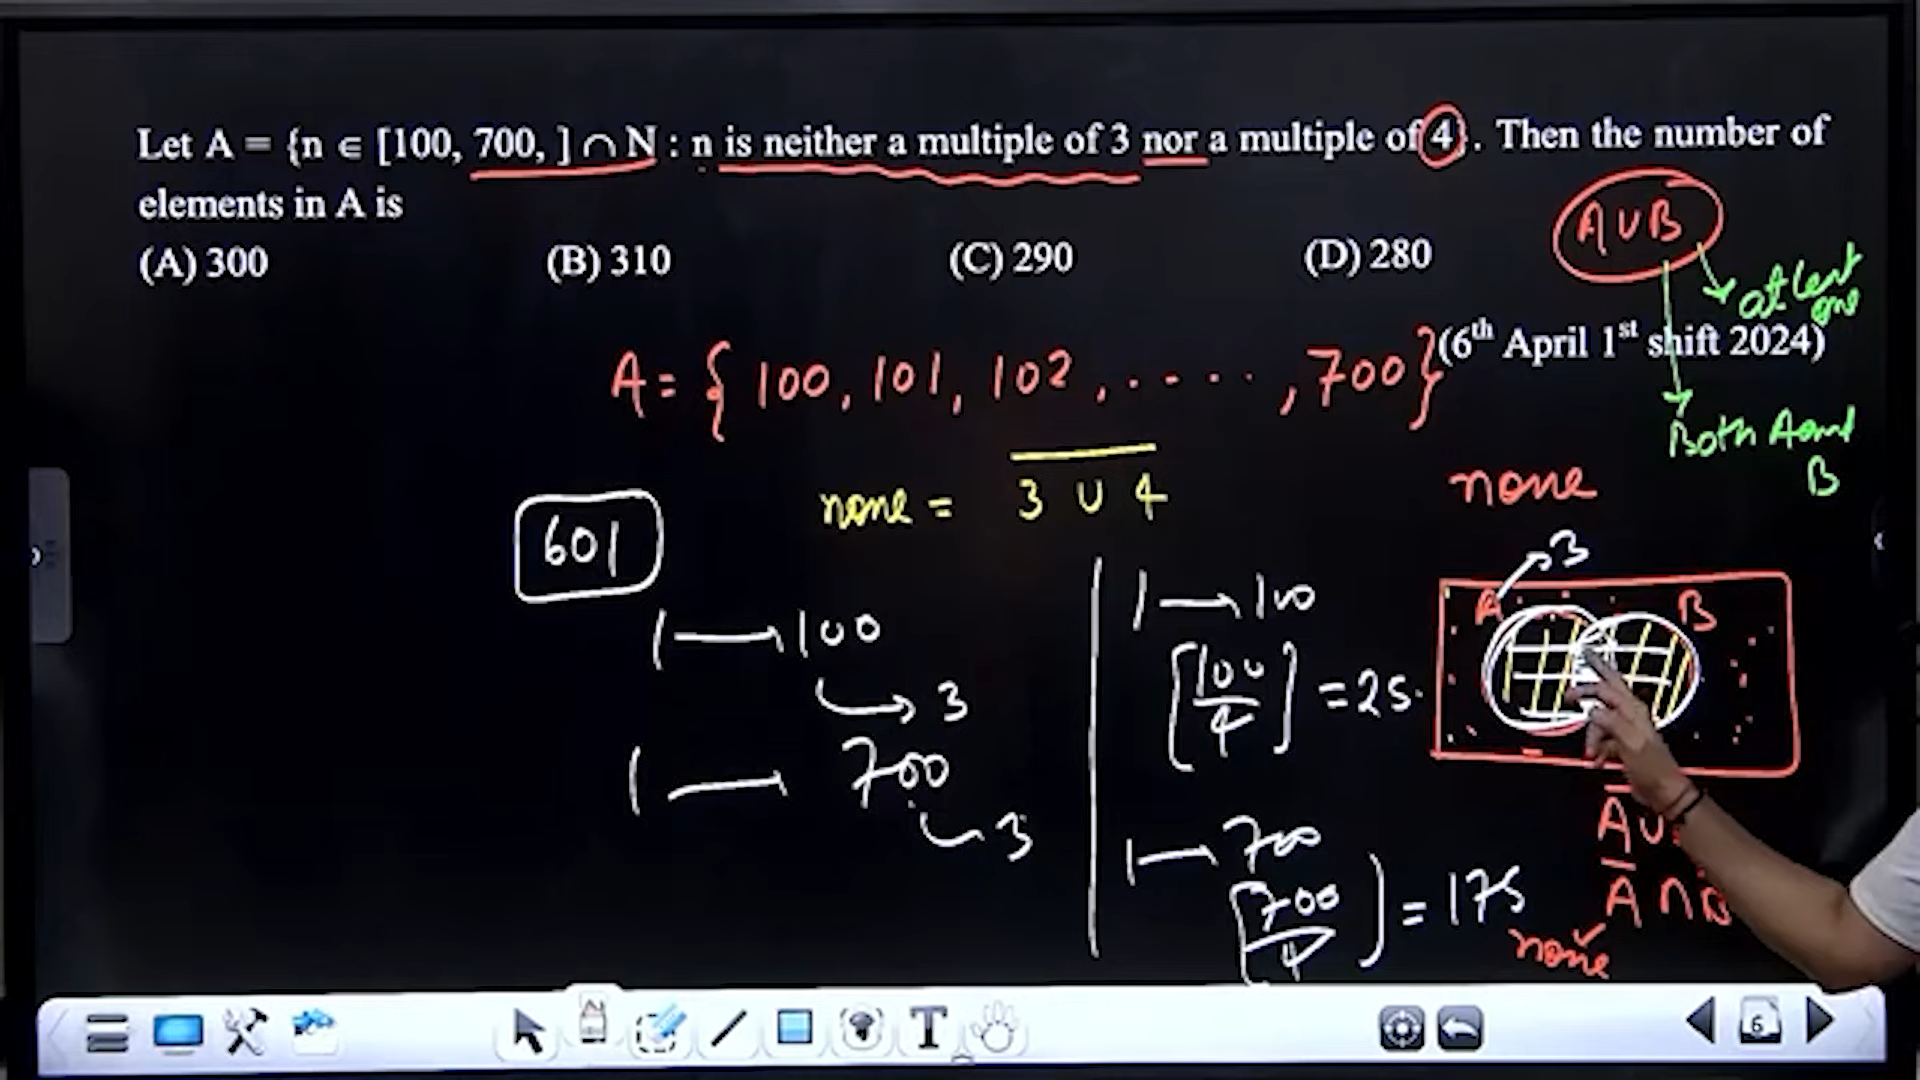 Let A = {n ∈ [100, 700, ] ∩ N : n is neither a multiple of 3 nor a multiple of 4}. Then the number of
elements in A is
(A) 300 (B) 310 (C) 290 (D) 280
A ∪ B
at least one
(6th April 1st shift 2024)
A = { 100, 101, 102, . . . . . , 700}
Both A and B
none
none = 3 ∪ 4
601
3
A B
1 → 100
3
1 → 700
3
1 → 100
[100/4] = 25
1 → 700
[700/4] = 175
A ∪
A ∩ B
none
T
6